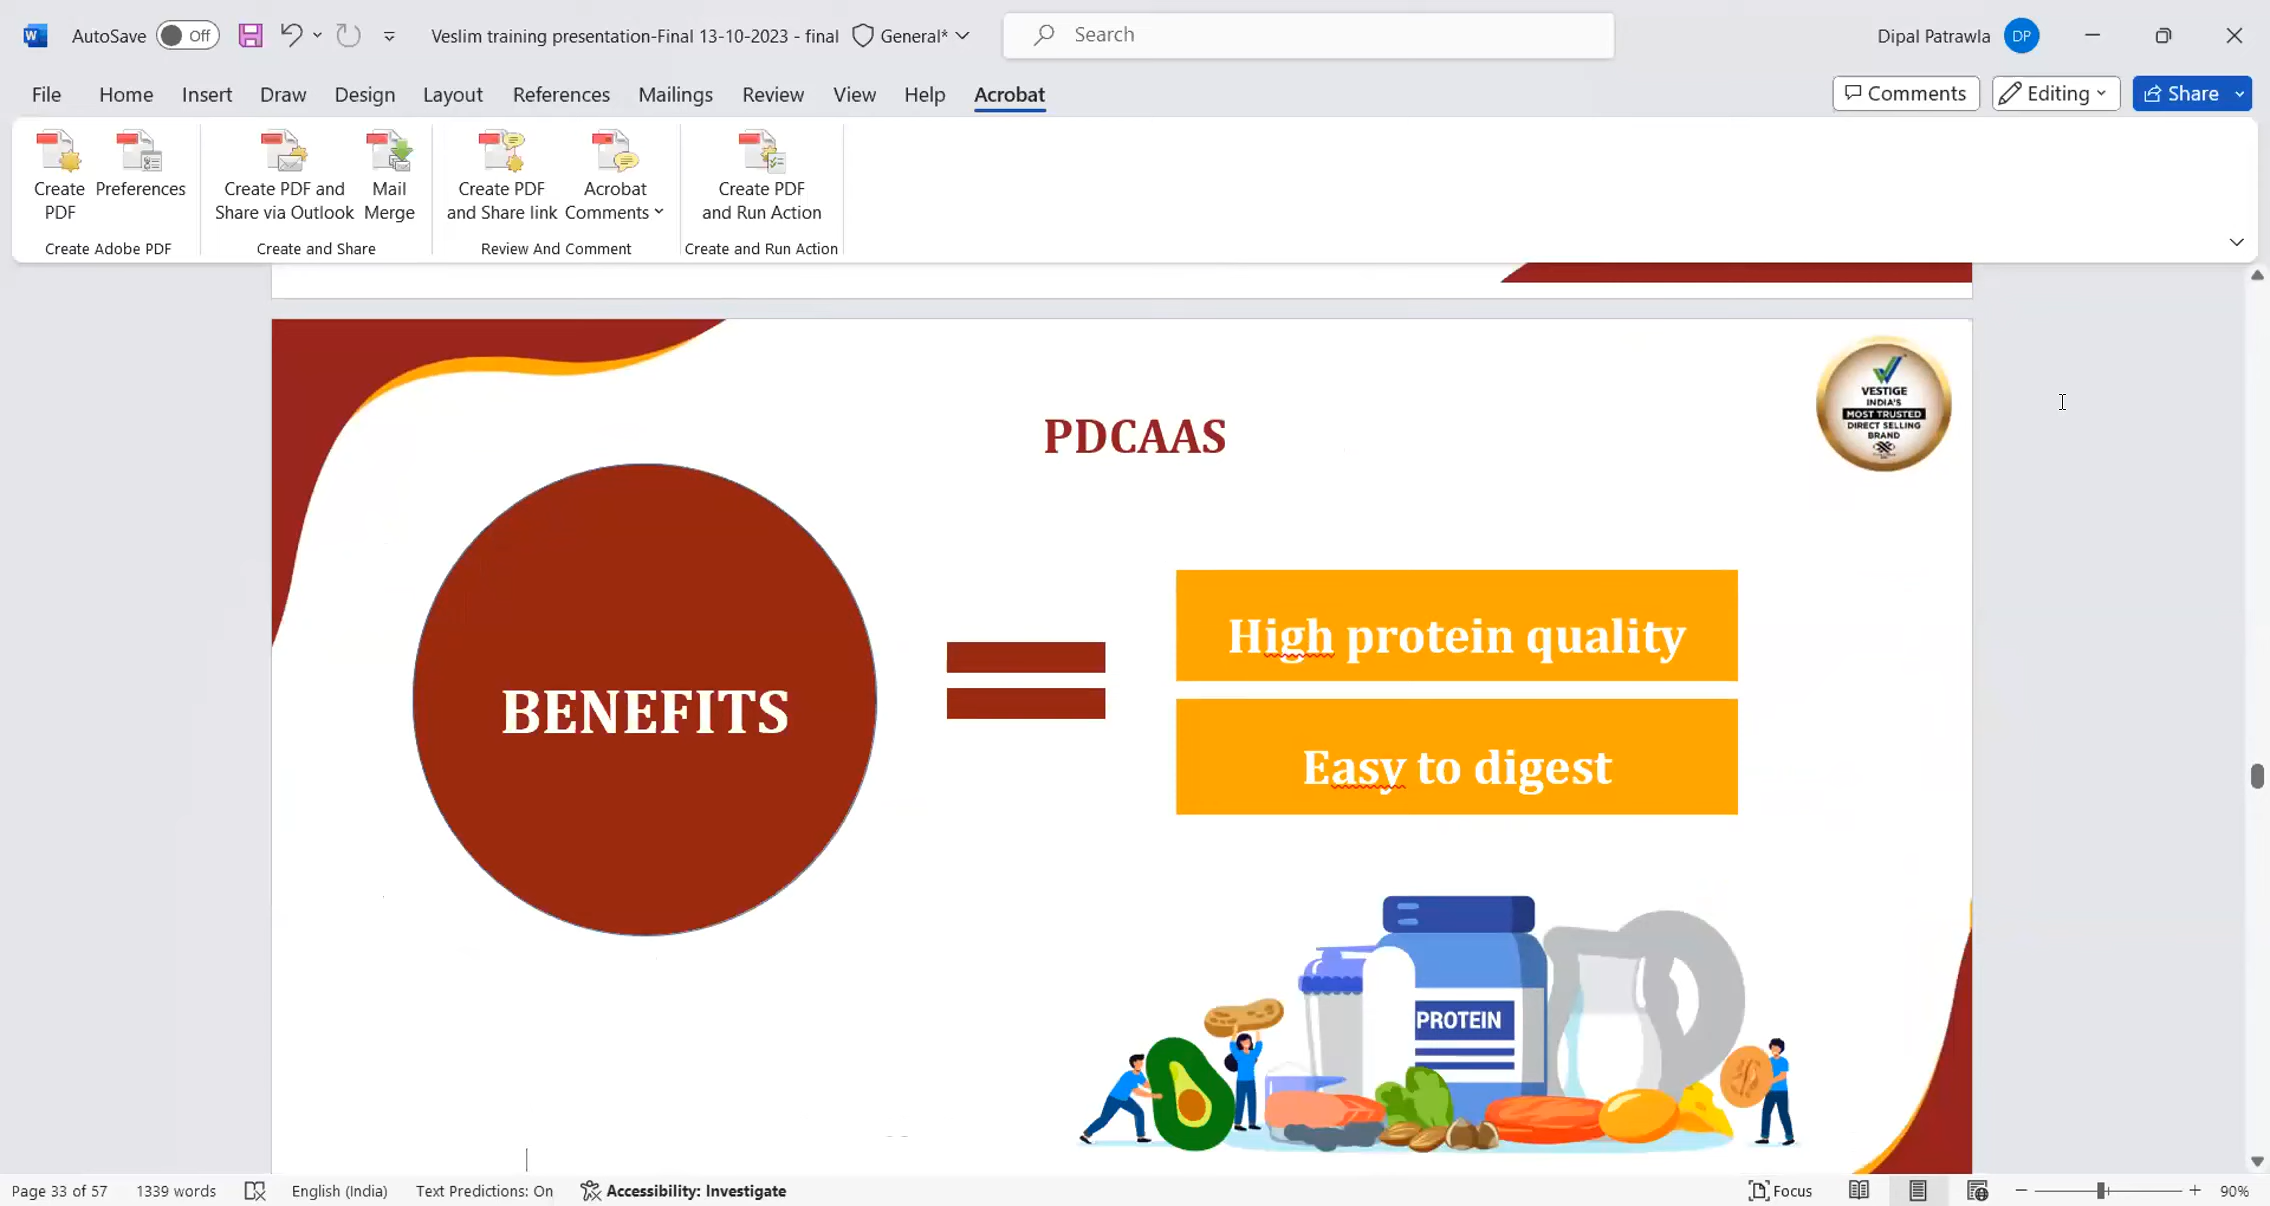 AutoSave Off Veslim training presentation-Final 13-10-2023 - final General* Search Dipal Patrawla DP
File Home Insert Draw Design Layout References Mailings Review View Help Acrobat Comments Editing Share
Create PDF
Preferences
Create PDF and Share via Outlook
Mail Merge
Create PDF and Share link
Acrobat Comments
Create PDF and Run Action
Create Adobe PDF
Create and Share
Review And Comment
Create and Run Action
VESTIGE
INDIA'S
MOST TRUSTED
DIRECT SELLING
BRAND
PDCAAS
BENEFITS
High protein quality
Easy to digest
PROTEIN
Page 33 of 57 1339 words English (India) Text Predictions: On Accessibility: Investigate Focus 90%